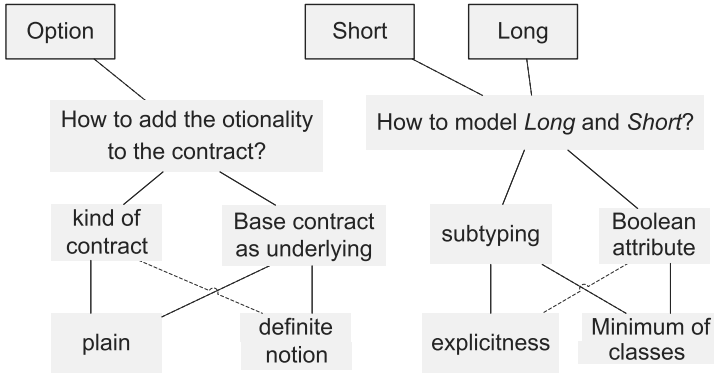 Option
Short
Long
How to add the otionality
to the contract?
How to model Long and Short?
kind of
contract
Base contract
as underlying
subtyping
Boolean
attribute
plain
definite
notion
explicitness
Minimum of
classes